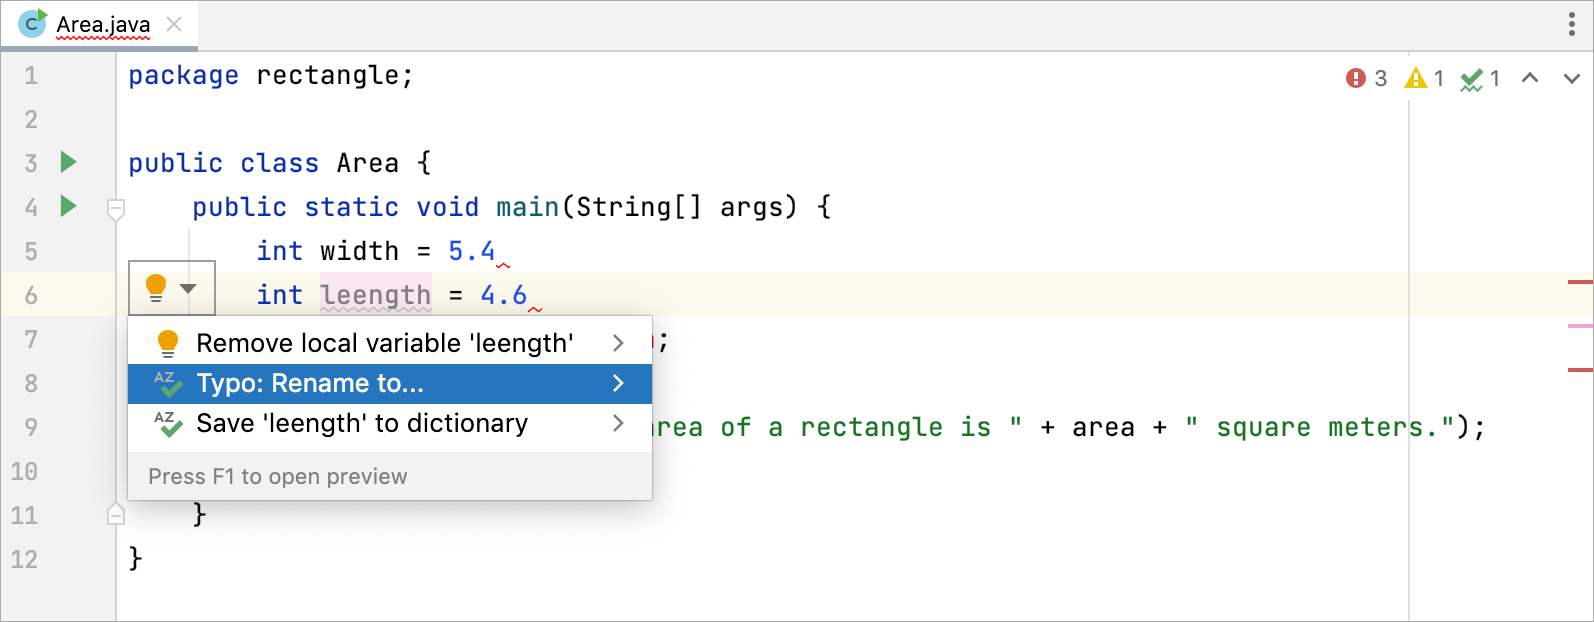 Area.java
3 1 1
1 package rectangle;
2
3 public class Area {
4 public static void main(String[] args) {
5 int width = 5.4
6 int leength = 4.6
7 ;
Remove local variable 'leength'
8
Typo: Rename to...
9 area of a rectangle is " + area + " square meters.");
Save 'leength' to dictionary
10
Press F1 to open preview
11 }
12 }